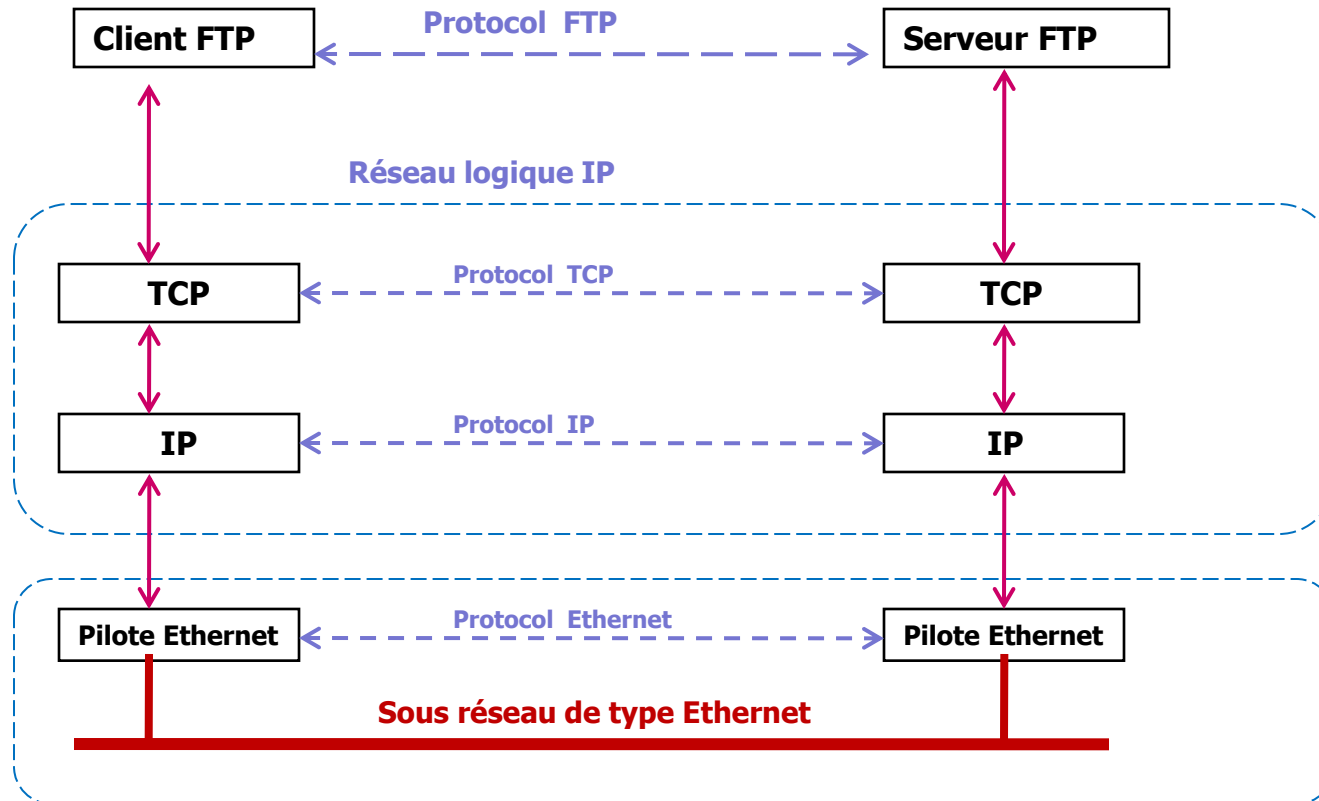 Client FTP
Protocol FTP
Serveur FTP
Réseau logique IP
TCP
Protocol TCP
TCP
IP
Protocol IP
IP
Pilote Ethernet
Protocol Ethernet
Pilote Ethernet
Sous réseau de type Ethernet